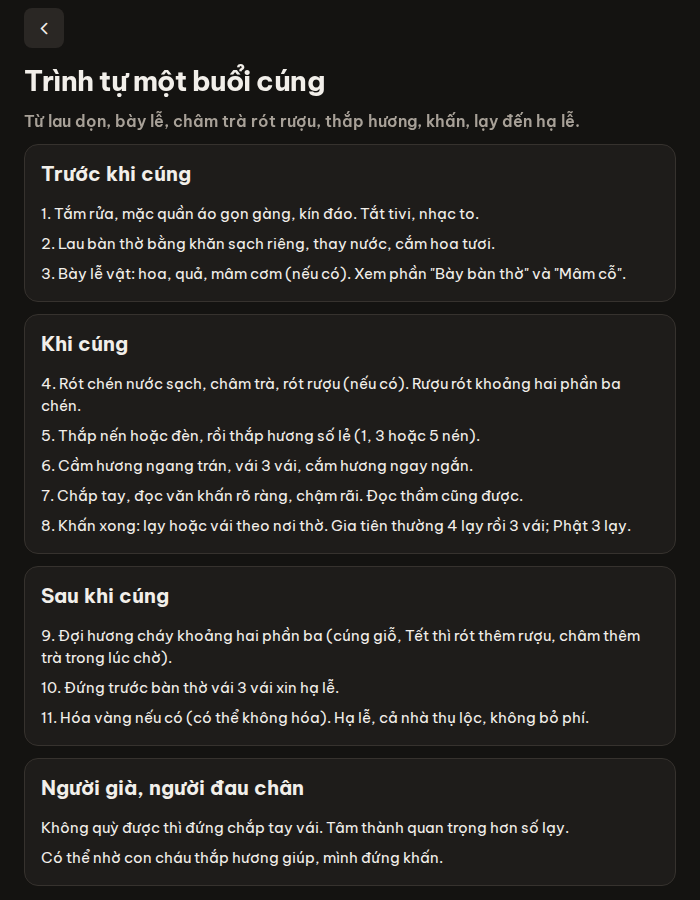 Trình tự một buổi cúng
Từ lau dọn, bày lễ, châm trà rót rượu, thắp hương, khấn, lạy đến hạ lễ.
Trước khi cúng
1. Tắm rửa, mặc quần áo gọn gàng, kín đáo. Tắt tivi, nhạc to.
2. Lau bàn thờ bằng khăn sạch riêng, thay nước, cắm hoa tươi.
3. Bày lễ vật: hoa, quả, mâm cơm (nếu có). Xem phần "Bày bàn thờ" và "Mâm cỗ".
Khi cúng
4. Rót chén nước sạch, châm trà, rót rượu (nếu có). Rượu rót khoảng hai phần ba
chén.
5. Thắp nến hoặc đèn, rồi thắp hương số lẻ (1, 3 hoặc 5 nén).
6. Cầm hương ngang trán, vái 3 vái, cắm hương ngay ngắn.
7. Chắp tay, đọc văn khấn rõ ràng, chậm rãi. Đọc thầm cũng được.
8. Khấn xong: lạy hoặc vái theo nơi thờ. Gia tiên thường 4 lạy rồi 3 vái; Phật 3 lạy.
Sau khi cúng
9. Đợi hương cháy khoảng hai phần ba (cúng giỗ, Tết thì rót thêm rượu, châm thêm
trà trong lúc chờ).
10. Đứng trước bàn thờ vái 3 vái xin hạ lễ.
11. Hóa vàng nếu có (có thể không hóa). Hạ lễ, cả nhà thụ lộc, không bỏ phí.
Người già, người đau chân
Không quỳ được thì đứng chắp tay vái. Tâm thành quan trọng hơn số lạy.
Có thể nhờ con cháu thắp hương giúp, mình đứng khấn.